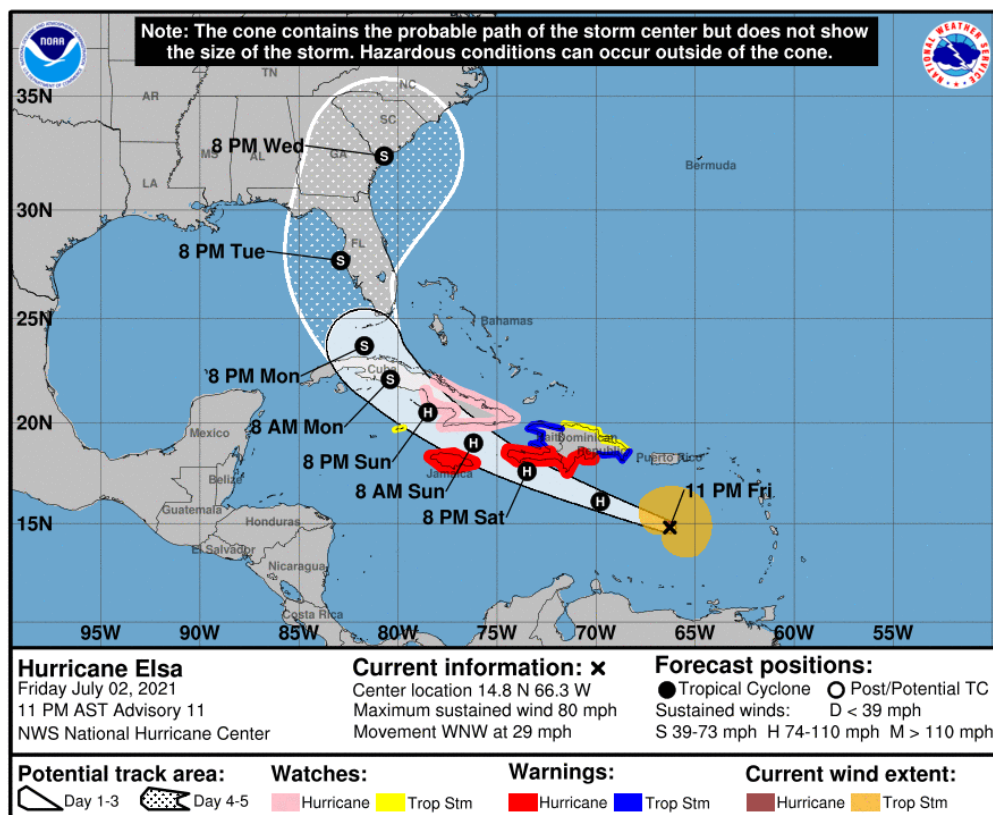 Note: The cone contains the probable path of the storm center but does not show
the size of the storm. Hazardous conditions can occur outside of the cone.
NOAA
NATIONAL WEATHER SERVICE
35N
30N
25N
20N
15N
TN
NC
AR
SC
MS
AL
GA
LA
FL
Bermuda
8 PM Wed
8 PM Tue
8 PM Mon
8 AM Mon
8 PM Sun
8 AM Sun
8 PM Sat
11 PM Fri
S
S
S
S
H
H
H
H
Bahamas
Cuba
Mexico
Belize
Jamaica
Dominican
Republic
Puerto Rico
Guatemala
Honduras
El Salvador
Nicaragua
Costa Rica
95W 90W 85W 80W 75W 70W 65W 60W 55W
Hurricane Elsa
Friday July 02, 2021
11 PM AST Advisory 11
NWS National Hurricane Center
Current information: x
Center location 14.8 N 66.3 W
Maximum sustained wind 80 mph
Movement WNW at 29 mph
Forecast positions:
Tropical Cyclone Post/Potential TC
Sustained winds: D < 39 mph
S 39-73 mph H 74-110 mph M > 110 mph
Potential track area:
Day 1-3 Day 4-5
Watches:
Hurricane Trop Stm
Warnings:
Hurricane Trop Stm
Current wind extent:
Hurricane Trop Stm